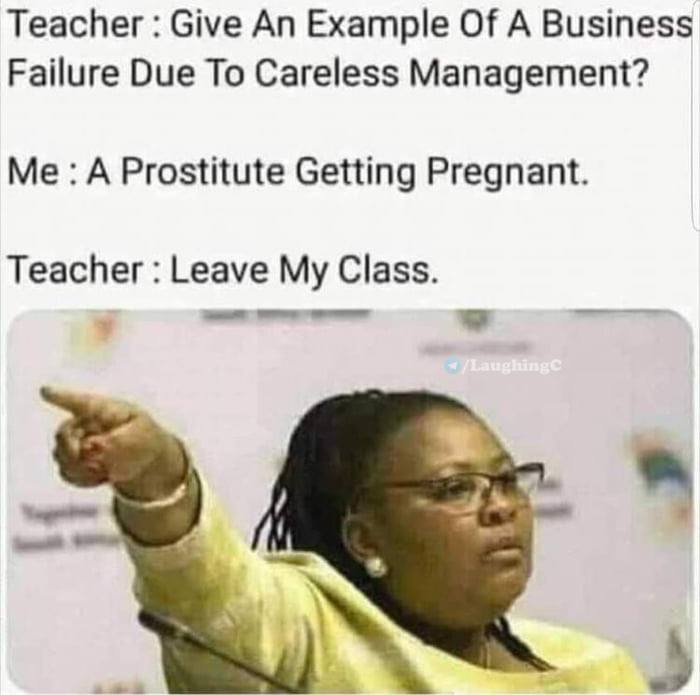 Teacher : Give An Example Of A Business
Failure Due To Careless Management?
Me : A Prostitute Getting Pregnant.
Teacher : Leave My Class.
/LaughingC